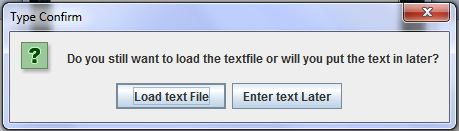 Type Confirm
Do you still want to load the textfile or will you put the text in later?
Load text File
Enter text Later